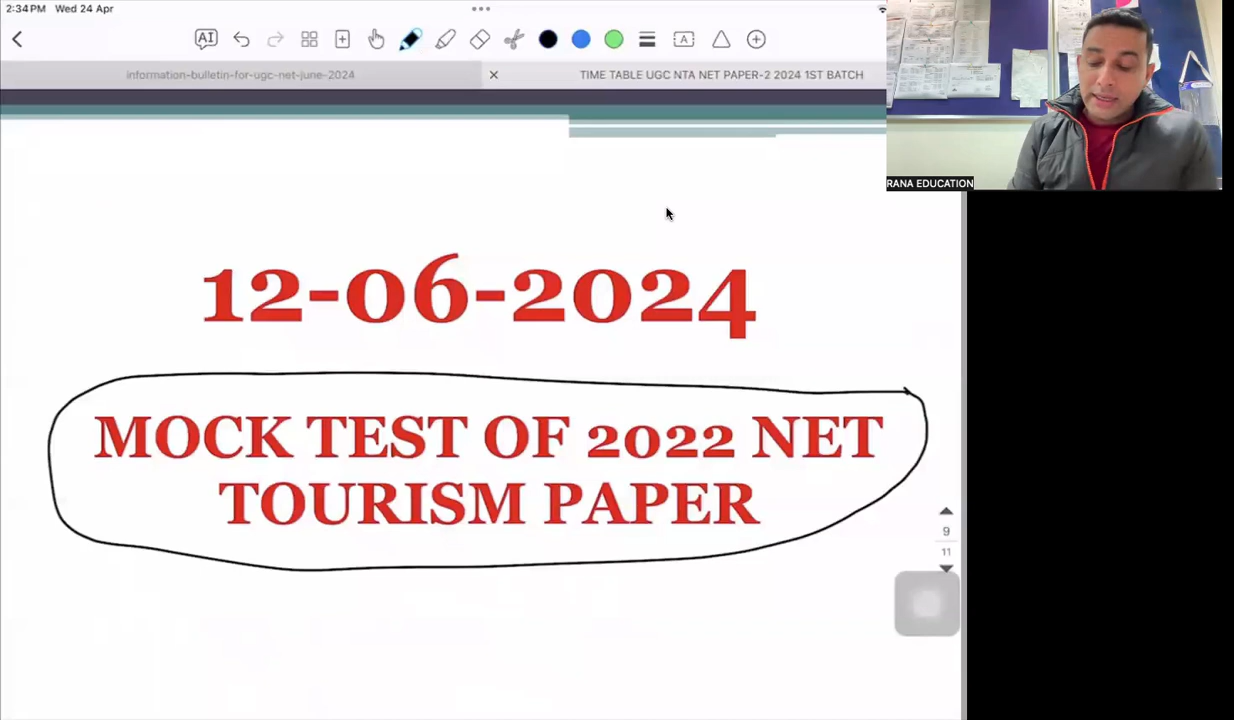 2:34 PM Wed 24 Apr
AI
A
information-bulletin-for-ugc-net-june-2024
TIME TABLE UGC NTA NET PAPER-2 2024 1ST BATCH
RANA EDUCATION
12-06-2024
MOCK TEST OF 2022 NET
TOURISM PAPER
9
11